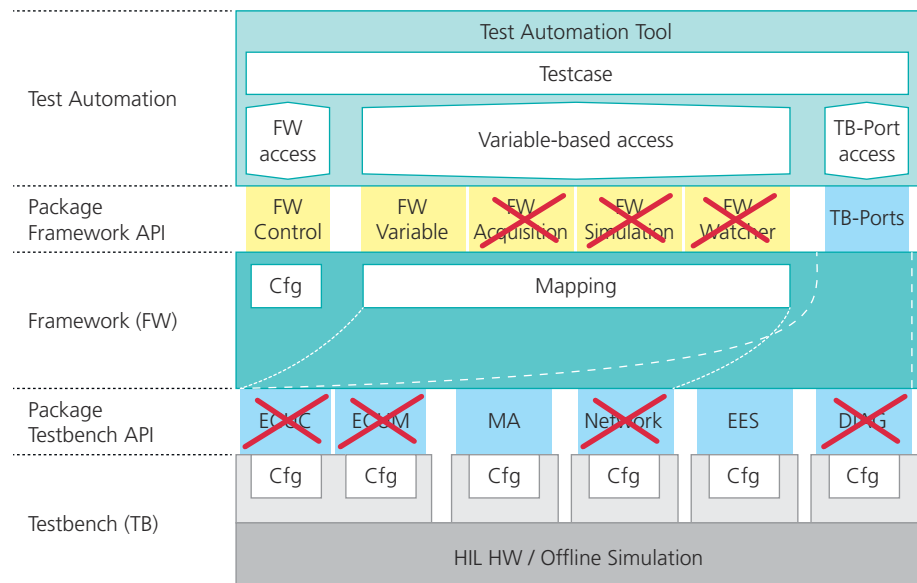 Test Automation Tool
Testcase
Test Automation
FW
access
Variable-based access
TB-Port
access
Package
Framework API
FW
Control
FW
Variable
FW
Acquisition
FW
Simulation
FW
Watcher
TB-Ports
Framework (FW)
Cfg
Mapping
Package
Testbench API
ECUC
ECUM
MA
Network
EES
DIAG
Testbench (TB)
Cfg
Cfg
Cfg
Cfg
Cfg
Cfg
HIL HW / Offline Simulation